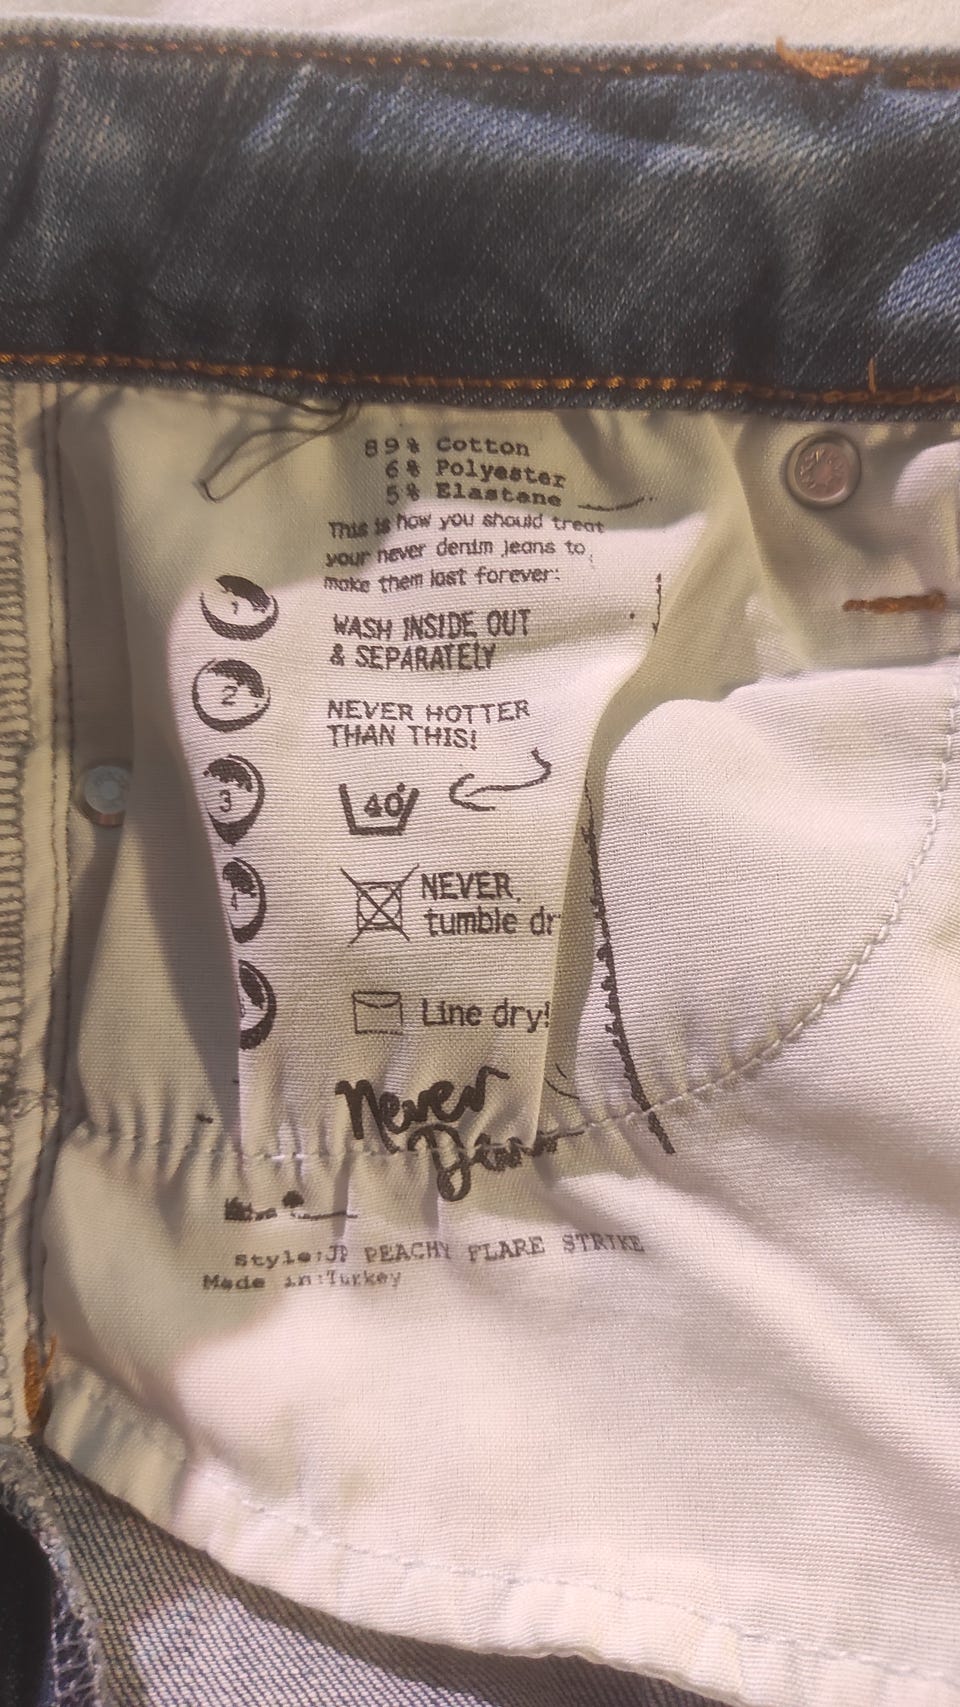 89% Cotton
6% Polyester
5% Elastane
This is how you should treat
your never denim jeans to
make them last forever:
1
WASH INSIDE OUT
& SEPARATELY
2
NEVER HOTTER
THAN THIS!
3
40°
4
NEVER
tumble dr
Line dry!
Never
Style:JP PEACHY FLARE STRIKE
Made in:Turkey